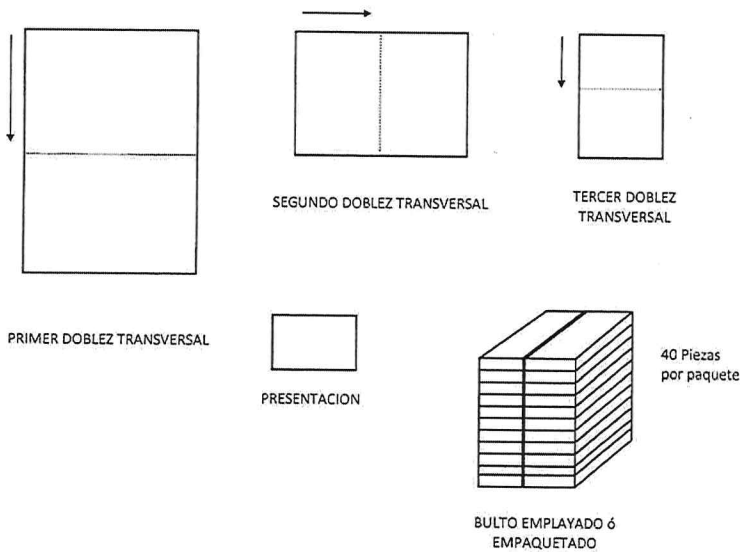 SEGUNDO DOBLEZ TRANSVERSAL
TERCER DOBLEZ
TRANSVERSAL
PRIMER DOBLEZ TRANSVERSAL
PRESENTACION
40 Piezas
por paquete
BULTO EMPLAYADO ó
EMPAQUETADO